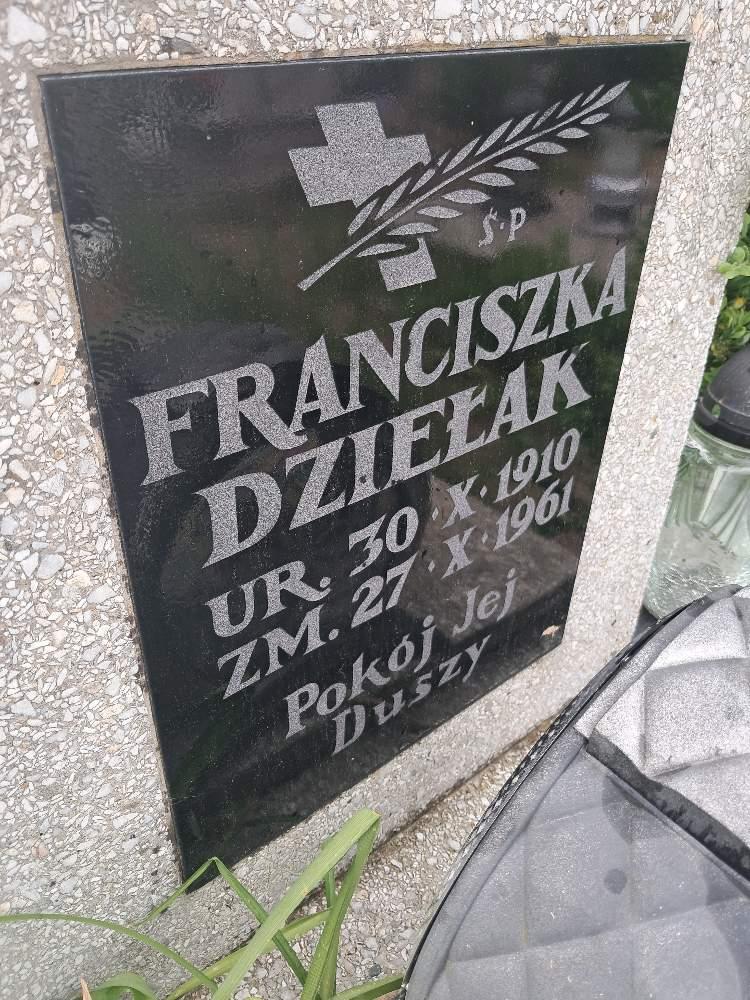 Ś.P
FRANCISZKA
DZIEŁAK
UR. 30·X·1910
ZM. 27·X·1961
Pokój Jej
Duszy